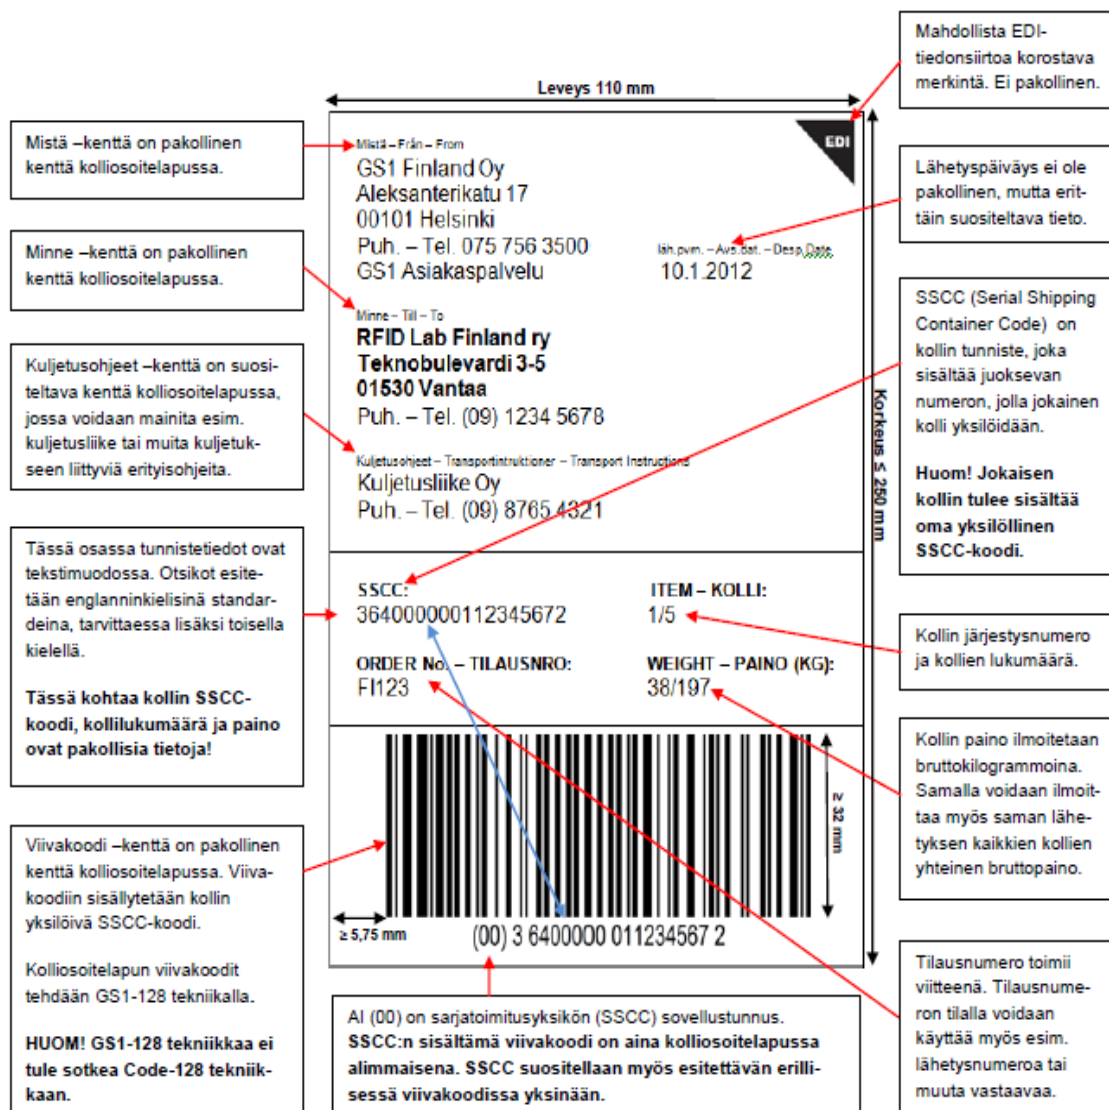 Mahdollista EDI-
tiedonsiirtoa korostava
merkintä. Ei pakollinen.
Leveys 110 mm
Mistä –kenttä on pakollinen
kenttä kolliosoitelapussa.
Mistä – Från – From
EDI
GS1 Finland Oy
Aleksanterikatu 17
00101 Helsinki
Puh. – Tel. 075 756 3500
GS1 Asiakaspalvelu
läh.pvm. – Avs.dat. – Desp.Date
10.1.2012
Lähetyspäiväys ei ole
pakollinen, mutta erit-
täin suositeltava tieto.
Minne –kenttä on pakollinen
kenttä kolliosoitelapussa.
Minne – Till – To
RFID Lab Finland ry
Teknobulevardi 3-5
01530 Vantaa
Puh. – Tel. (09) 1234 5678
SSCC (Serial Shipping
Container Code) on
kollin tunniste, joka
sisältää juoksevan
numeron, jolla jokainen
kolli yksilöidään.
Huom! Jokaisen
kollin tulee sisältää
oma yksilöllinen
SSCC-koodi.
Korkeus ≤ 250 mm
Kuljetusohjeet –kenttä on suosi-
teltava kenttä kolliosoitelapussa,
jossa voidaan mainita esim.
kuljetusliike tai muita kuljetuk-
seen liittyviä erityisohjeita.
Kuljetusohjeet – Transportintruktioner – Transport Instructions
Kuljetusliike Oy
Puh. – Tel. (09) 8765 4321
Tässä osassa tunnistetiedot ovat
tekstimuodossa. Otsikot esite-
tään englanninkielisinä standar-
deina, tarvittaessa lisäksi toisella
kielellä.
Tässä kohtaa kollin SSCC-
koodi, kollilukumäärä ja paino
ovat pakollisia tietoja!
SSCC:
364000000112345672
ITEM – KOLLI:
1/5
ORDER No. – TILAUSNRO:
FI123
WEIGHT – PAINO (KG):
38/197
Kollin järjestysnumero
ja kollien lukumäärä.
Kollin paino ilmoitetaan
bruttokilogrammoina.
Samalla voidaan ilmoit-
taa myös saman lähe-
tyksen kaikkien kollien
yhteinen bruttopaino.
Viivakoodi –kenttä on pakollinen
kenttä kolliosoitelapussa. Viiva-
koodiin sisällytetään kollin
yksilöivä SSCC-koodi.
Kolliosoitelapun viivakoodit
tehdään GS1-128 tekniikalla.
HUOM! GS1-128 tekniikkaa ei
tule sotkea Code-128 tekniik-
kaan.
≥ 32 mm
≥ 5,75 mm
(00) 3 6400000 011234567 2
AI (00) on sarjatoimitusyksikön (SSCC) sovellustunnus.
SSCC:n sisältämä viivakoodi on aina kolliosoitelapussa
alimmaisena. SSCC suositellaan myös esitettävän erilli-
sessä viivakoodissa yksinään.
Tilausnumero toimii
viitteenä. Tilausnume-
ron tilalla voidaan
käyttää myös esim.
lähetysnumeroa tai
muuta vastaavaa.